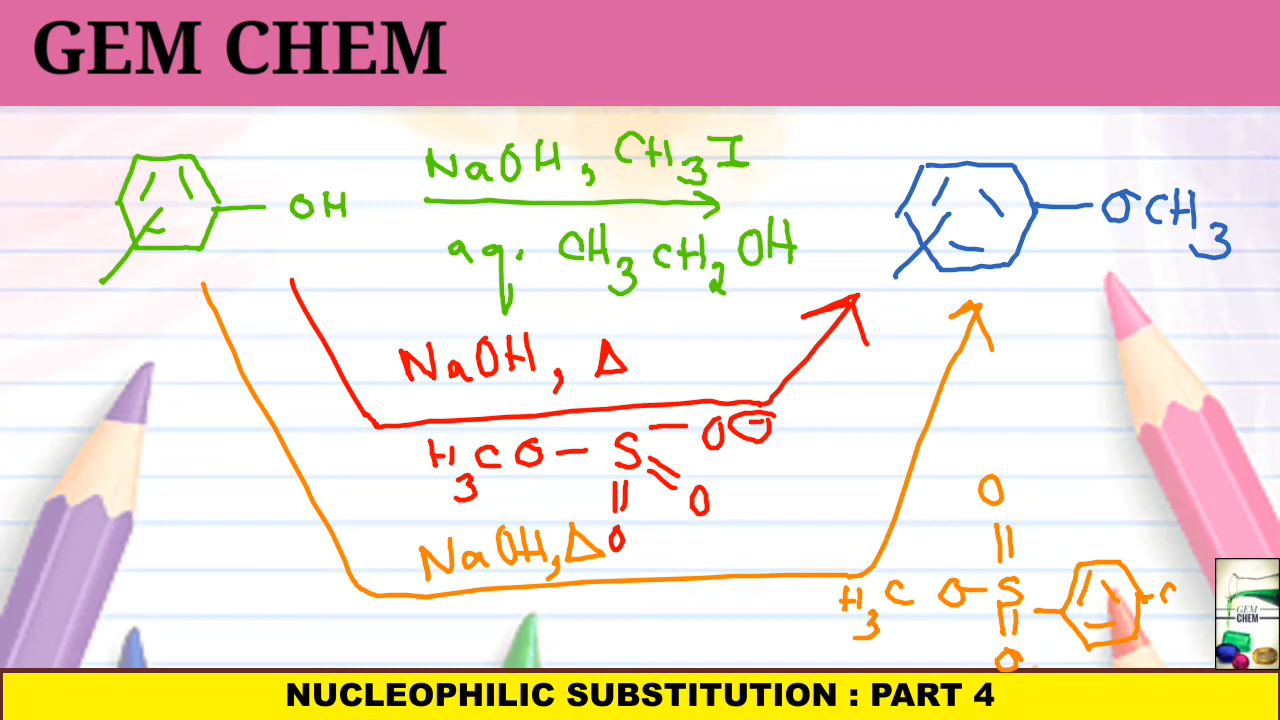 GEM CHEM
OH
NaOH, CH3I
aq. CH3CH2OH
OCH3
NaOH, Δ
H3CO-S-O⊖
O
O
NaOH, Δ
O
H3C O-S
O
C
GEM
CHEM
NUCLEOPHILIC SUBSTITUTION : PART 4